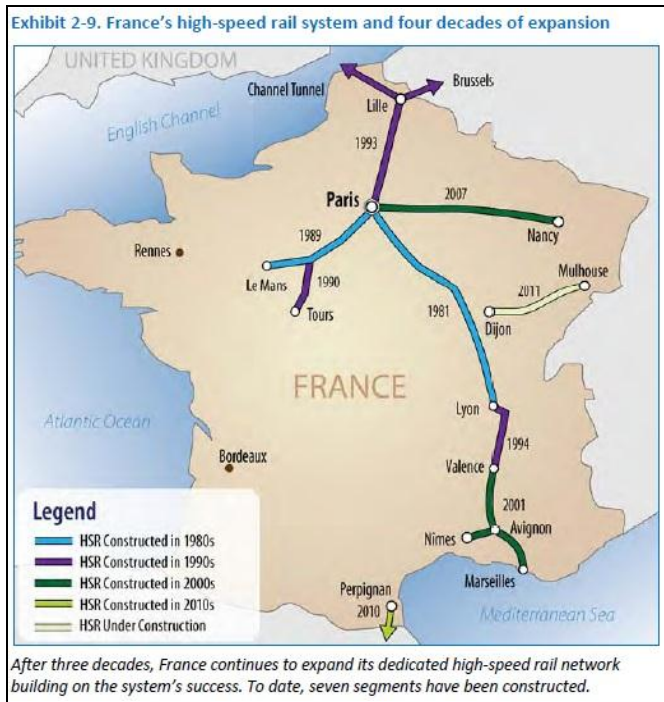 Exhibit 2-9. France's high-speed rail system and four decades of expansion
UNITED KINGDOM
Channel Tunnel
Brussels
Lille
English Channel
1993
Paris
2007
Nancy
1989
Rennes
Le Mans
1990
Tours
Mulhouse
2011
Dijon
1981
FRANCE
Atlantic Ocean
Lyon
1994
Bordeaux
Valence
2001
Avignon
Nîmes
Marseilles
Perpignan
2010
Mediterranean Sea
Legend
HSR Constructed in 1980s
HSR Constructed in 1990s
HSR Constructed in 2000s
HSR Constructed in 2010s
HSR Under Construction
After three decades, France continues to expand its dedicated high-speed rail network
building on the system's success. To date, seven segments have been constructed.